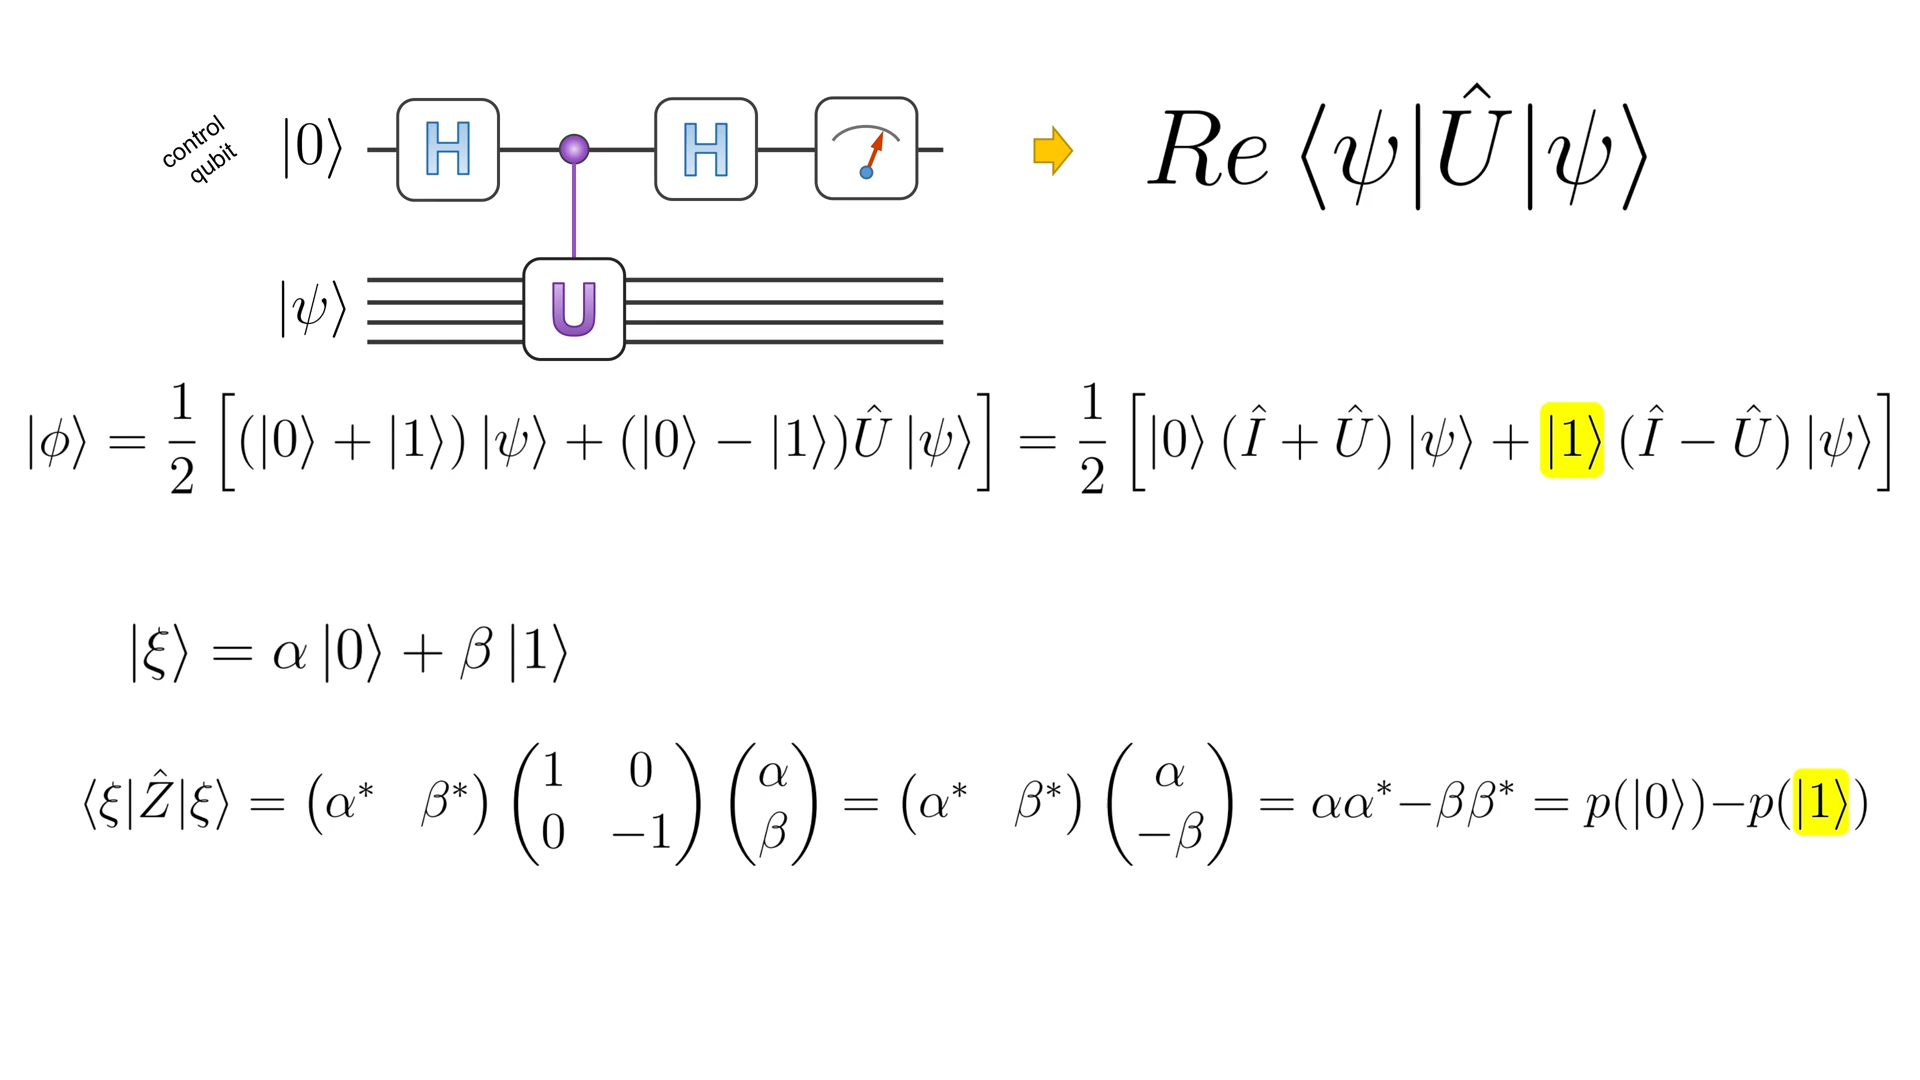 control
qubit
|0⟩ H H
Re ⟨ψ|Û|ψ⟩
|ψ⟩ U
|ϕ⟩ = 1/2 [(|0⟩ + |1⟩) |ψ⟩ + (|0⟩ − |1⟩)Û |ψ⟩] = 1/2 [|0⟩ (Î + Û) |ψ⟩ + |1⟩ (Î − Û) |ψ⟩]
|ξ⟩ = α |0⟩ + β |1⟩
⟨ξ|Ẑ|ξ⟩ = (α* β*) (1 0 0 −1) (α β) = (α* β*) (α −β) = αα*−ββ* = p(|0⟩)−p(|1⟩)